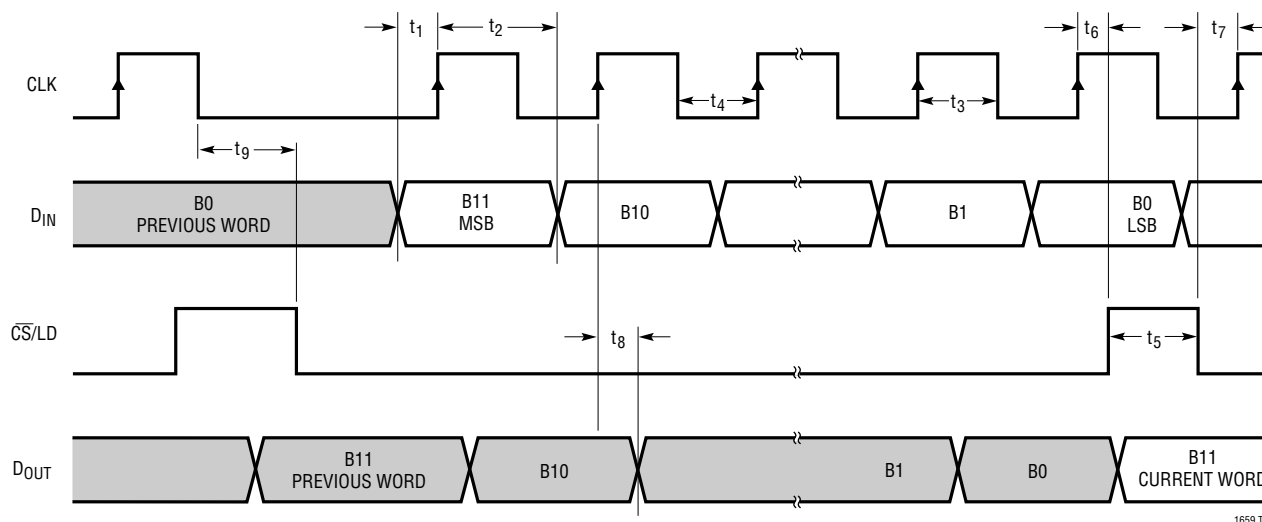 t1
t2
t6
t7
CLK
t4
t3
t9
DIN
B0
PREVIOUS WORD
B11
MSB
B10
B1
B0
LSB
CS/LD
t8
t5
DOUT
B11
PREVIOUS WORD
B10
B1
B0
B11
CURRENT WORD